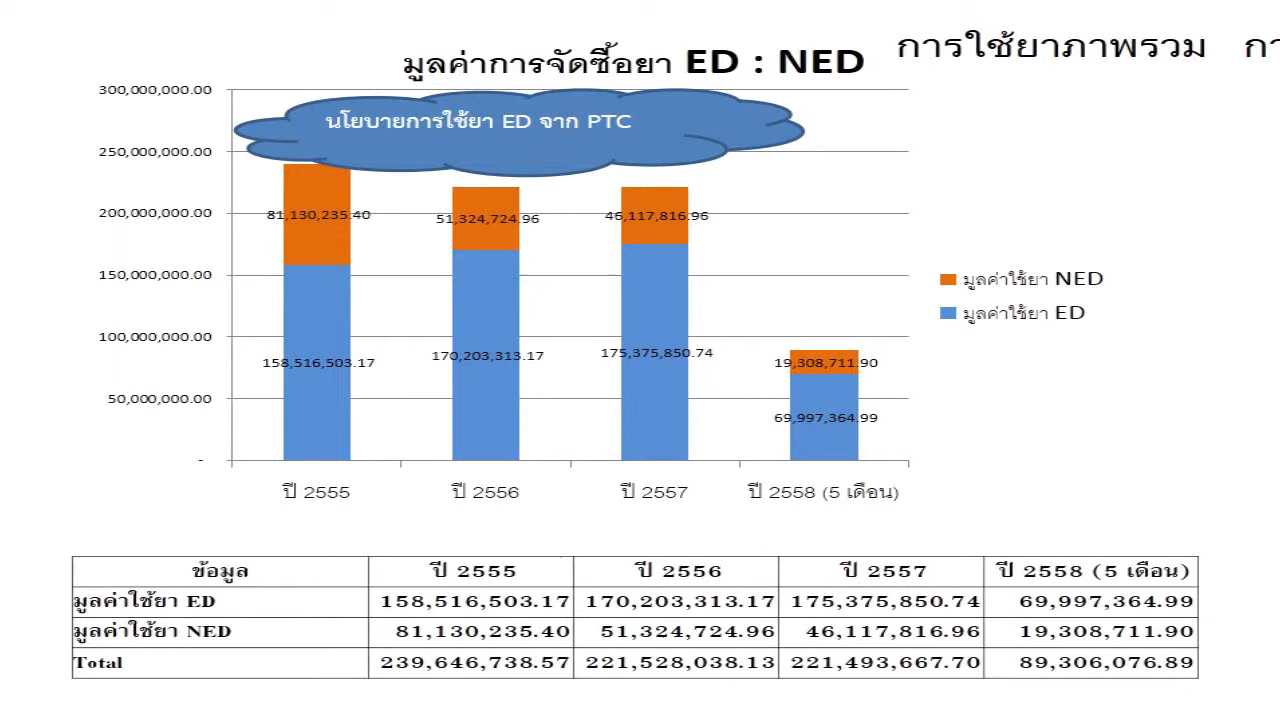 การใช้ยาภาพรวม กา
มูลค่าการจัดซื้อยา ED : NED
300,000,000.00
นโยบายการใช้ยา ED จาก PTC
250,000,000.00
200,000,000.00
81,130,235.40
51,324,724.96
46,117,816.96
150,000,000.00
มูลค่าใช้ยา NED
มูลค่าใช้ยา ED
100,000,000.00
158,516,503.17
170,203,313.17
175,375,850.74
19,308,711.90
50,000,000.00
69,997,364.99
-
ปี 2555 ปี 2556 ปี 2557 ปี 2558 (5 เดือน)
ข้อมูล ปี 2555 ปี 2556 ปี 2557 ปี 2558 (5 เดือน)
มูลค่าใช้ยา ED 158,516,503.17 170,203,313.17 175,375,850.74 69,997,364.99
มูลค่าใช้ยา NED 81,130,235.40 51,324,724.96 46,117,816.96 19,308,711.90
Total 239,646,738.57 221,528,038.13 221,493,667.70 89,306,076.89